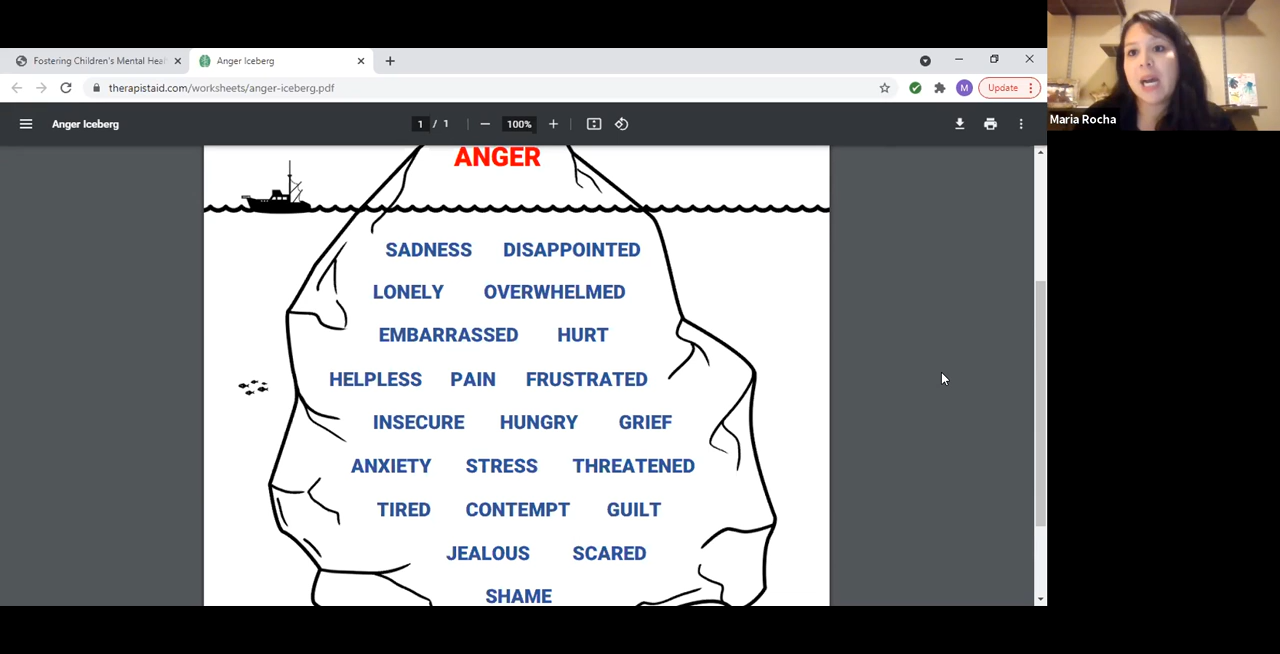 Fostering Children's Mental Hea
Anger Iceberg
therapistaid.com/worksheets/anger-iceberg.pdf
M
Update
Anger Iceberg
1 / 1
100%
Maria Rocha
ANGER
SADNESS DISAPPOINTED
LONELY OVERWHELMED
EMBARRASSED HURT
HELPLESS PAIN FRUSTRATED
INSECURE HUNGRY GRIEF
ANXIETY STRESS THREATENED
TIRED CONTEMPT GUILT
JEALOUS SCARED
SHAME